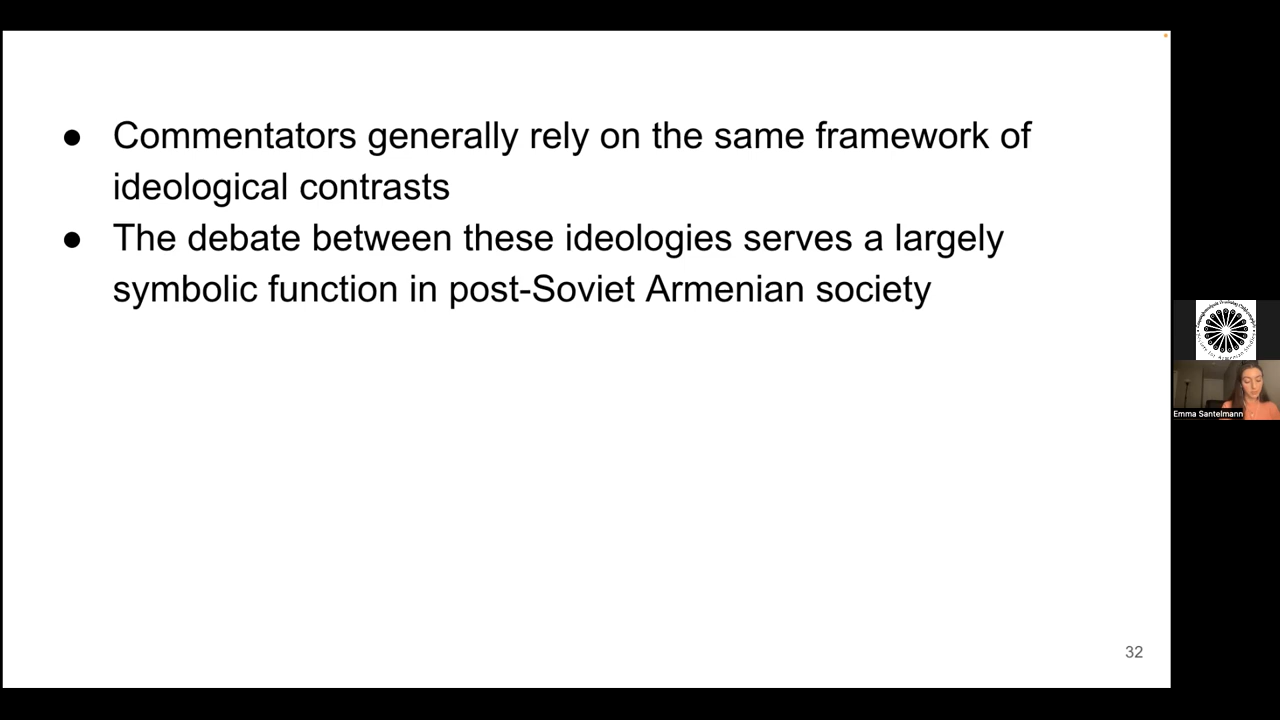 ● Commentators generally rely on the same framework of
ideological contrasts
● The debate between these ideologies serves a largely
symbolic function in post-Soviet Armenian society
32
Emma Santelmann